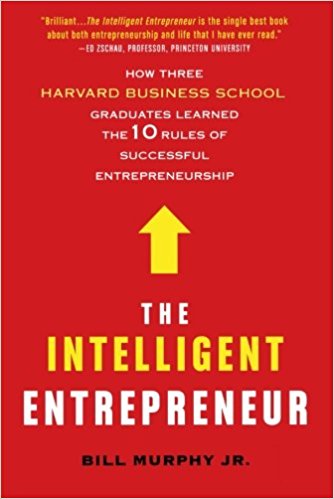 "Brilliant...The Intelligent Entrepreneur is the single best book
about both entrepreneurship and life that I have ever read."
—ED ZSCHAU, PROFESSOR, PRINCETON UNIVERSITY
HOW THREE
HARVARD BUSINESS SCHOOL
GRADUATES LEARNED
THE 10 RULES OF
SUCCESSFUL
ENTREPRENEURSHIP
THE
INTELLIGENT
ENTREPRENEUR
BILL MURPHY JR.